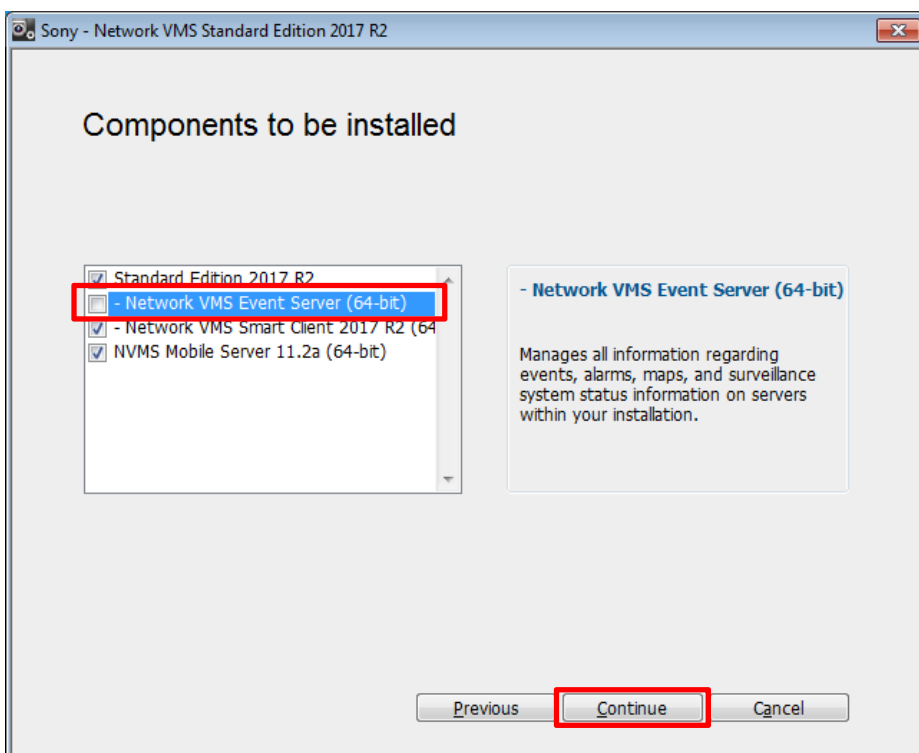 Sony - Network VMS Standard Edition 2017 R2
Components to be installed
Standard Edition 2017 R2
- Network VMS Event Server (64-bit)
- Network VMS Smart Client 2017 R2 (64
NVMS Mobile Server 11.2a (64-bit)
- Network VMS Event Server (64-bit)
Manages all information regarding
events, alarms, maps, and surveillance
system status information on servers
within your installation.
Previous
Continue
Cancel